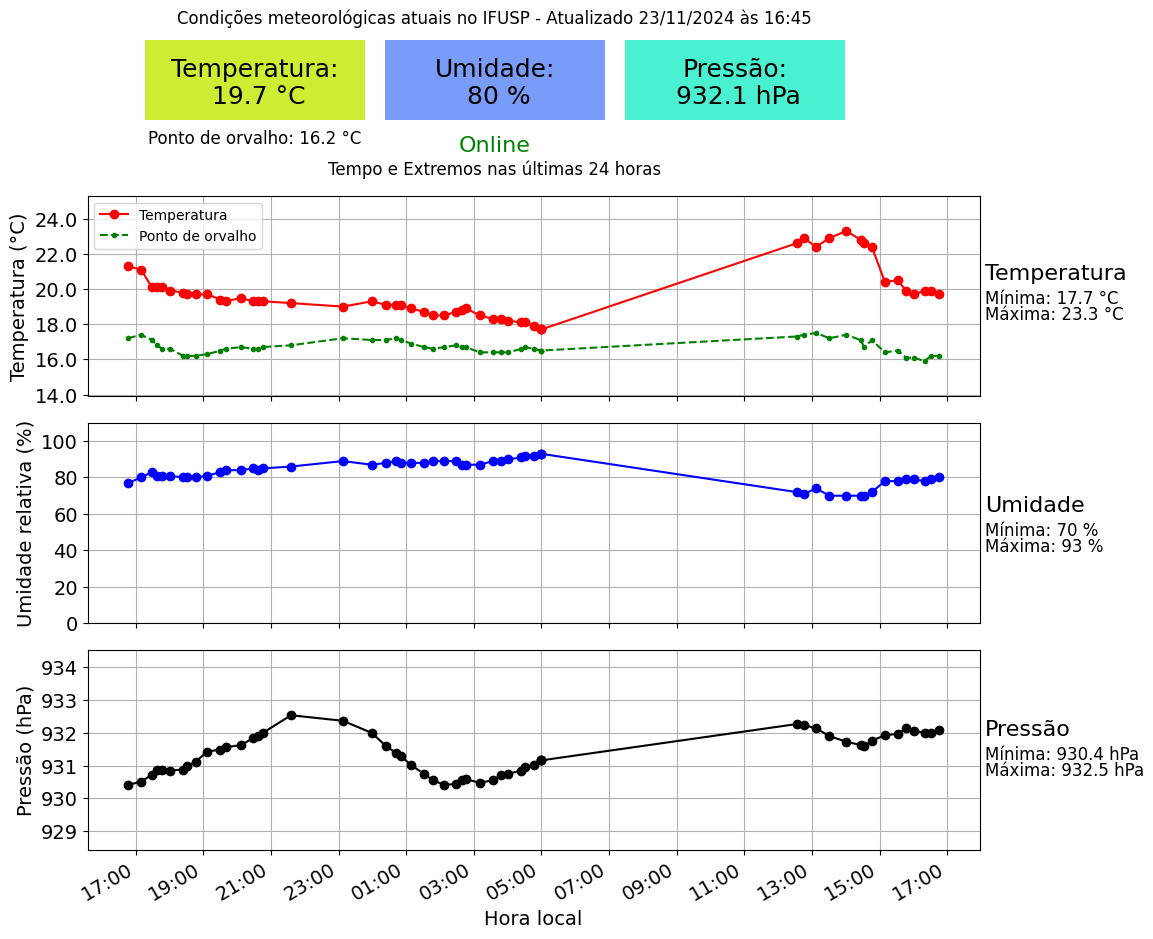 Condições meteorológicas atuais no IFUSP - Atualizado 23/11/2024 às 16:45
Temperatura:
19.7 °C
Umidade:
80 %
Pressão:
932.1 hPa
Ponto de orvalho: 16.2 °C
Online
Tempo e Extremos nas últimas 24 horas
Temperatura (°C)
24.0
22.0
20.0
18.0
16.0
14.0
Temperatura
Ponto de orvalho
Temperatura
Mínima: 17.7 °C
Máxima: 23.3 °C
Umidade relativa (%)
100
80
60
40
20
0
Umidade
Mínima: 70 %
Máxima: 93 %
Pressão (hPa)
934
933
932
931
930
929
Pressão
Mínima: 930.4 hPa
Máxima: 932.5 hPa
17:00
19:00
21:00
23:00
01:00
03:00
05:00
07:00
09:00
11:00
13:00
15:00
17:00
Hora local